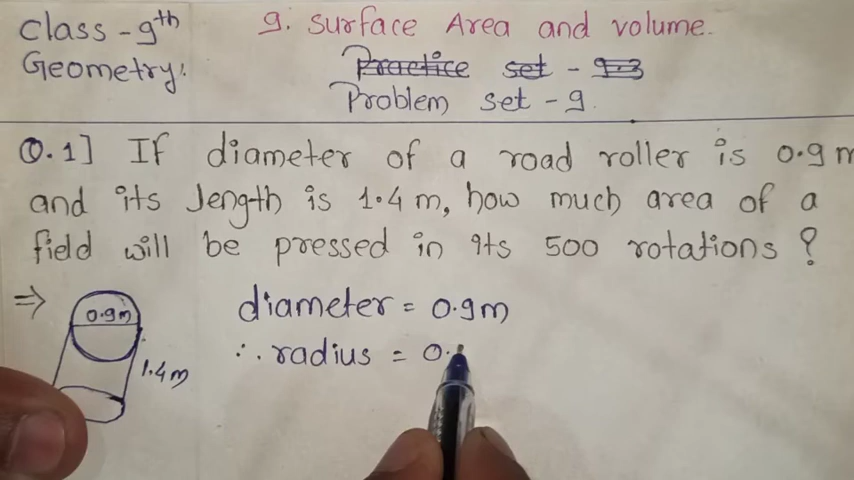 Class - 9th
9. Surface Area and volume.
Geometry:
Practice set - 9.3
Problem set - 9.
Q.1] If diameter of a road roller is 0.9 m
and its length is 1.4 m, how much area of a
field will be pressed in its 500 rotations ?
⇒
0.9m
1.4m
diameter = 0.9m
∴ radius = 0.